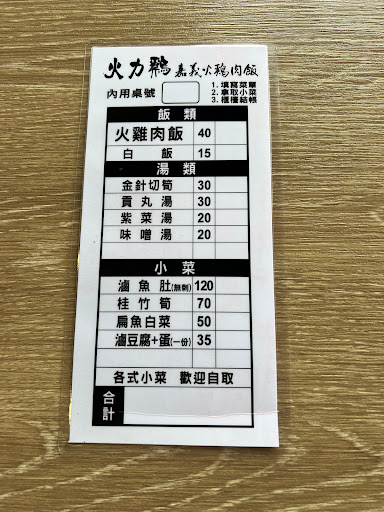 火力鷄 嘉義火鷄肉飯
內用桌號
1. 填寫菜單
2. 拿取小菜
3. 櫃檯結帳
飯類
火雞肉飯 40
白飯 15
湯類
金針切筍 30
貢丸湯 30
紫菜湯 20
味噌湯 20
小菜
滷魚肚(無刺) 120
桂竹筍 70
扁魚白菜 50
滷豆腐+蛋(一份) 35
各式小菜 歡迎自取
合計